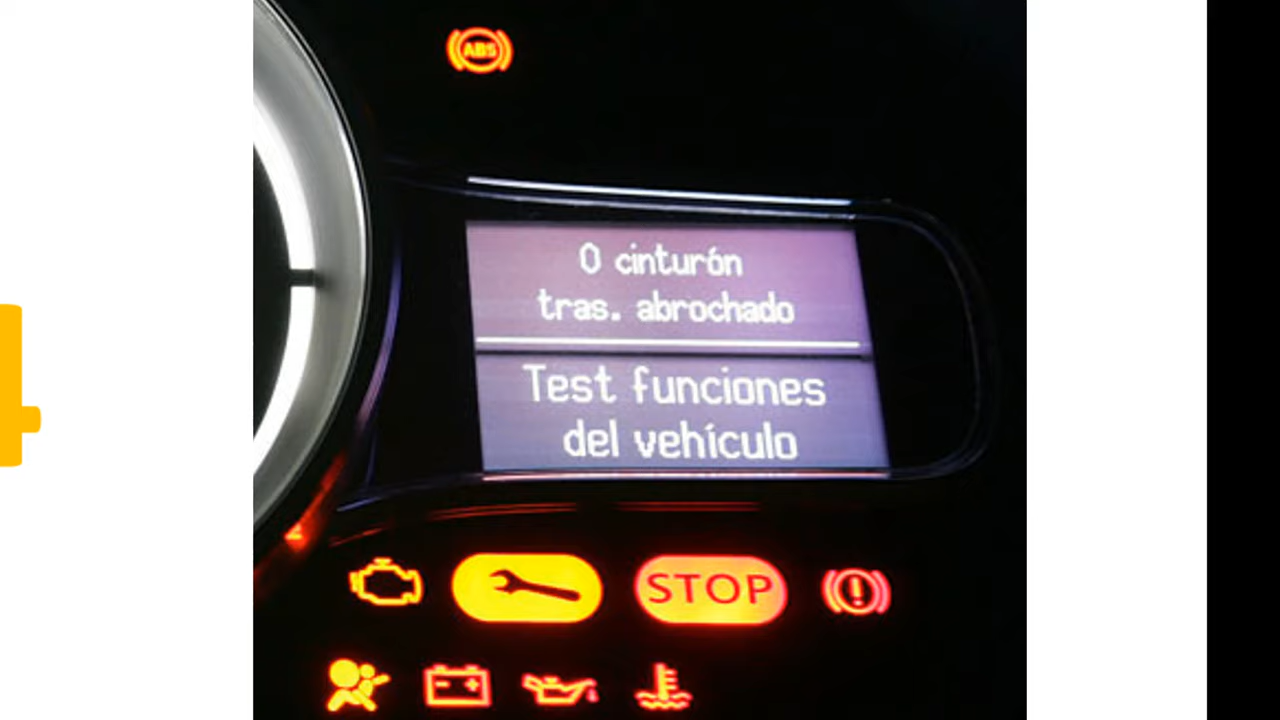 ABS
0 cinturón
tras. abrochado
Test funciones
del vehículo
STOP